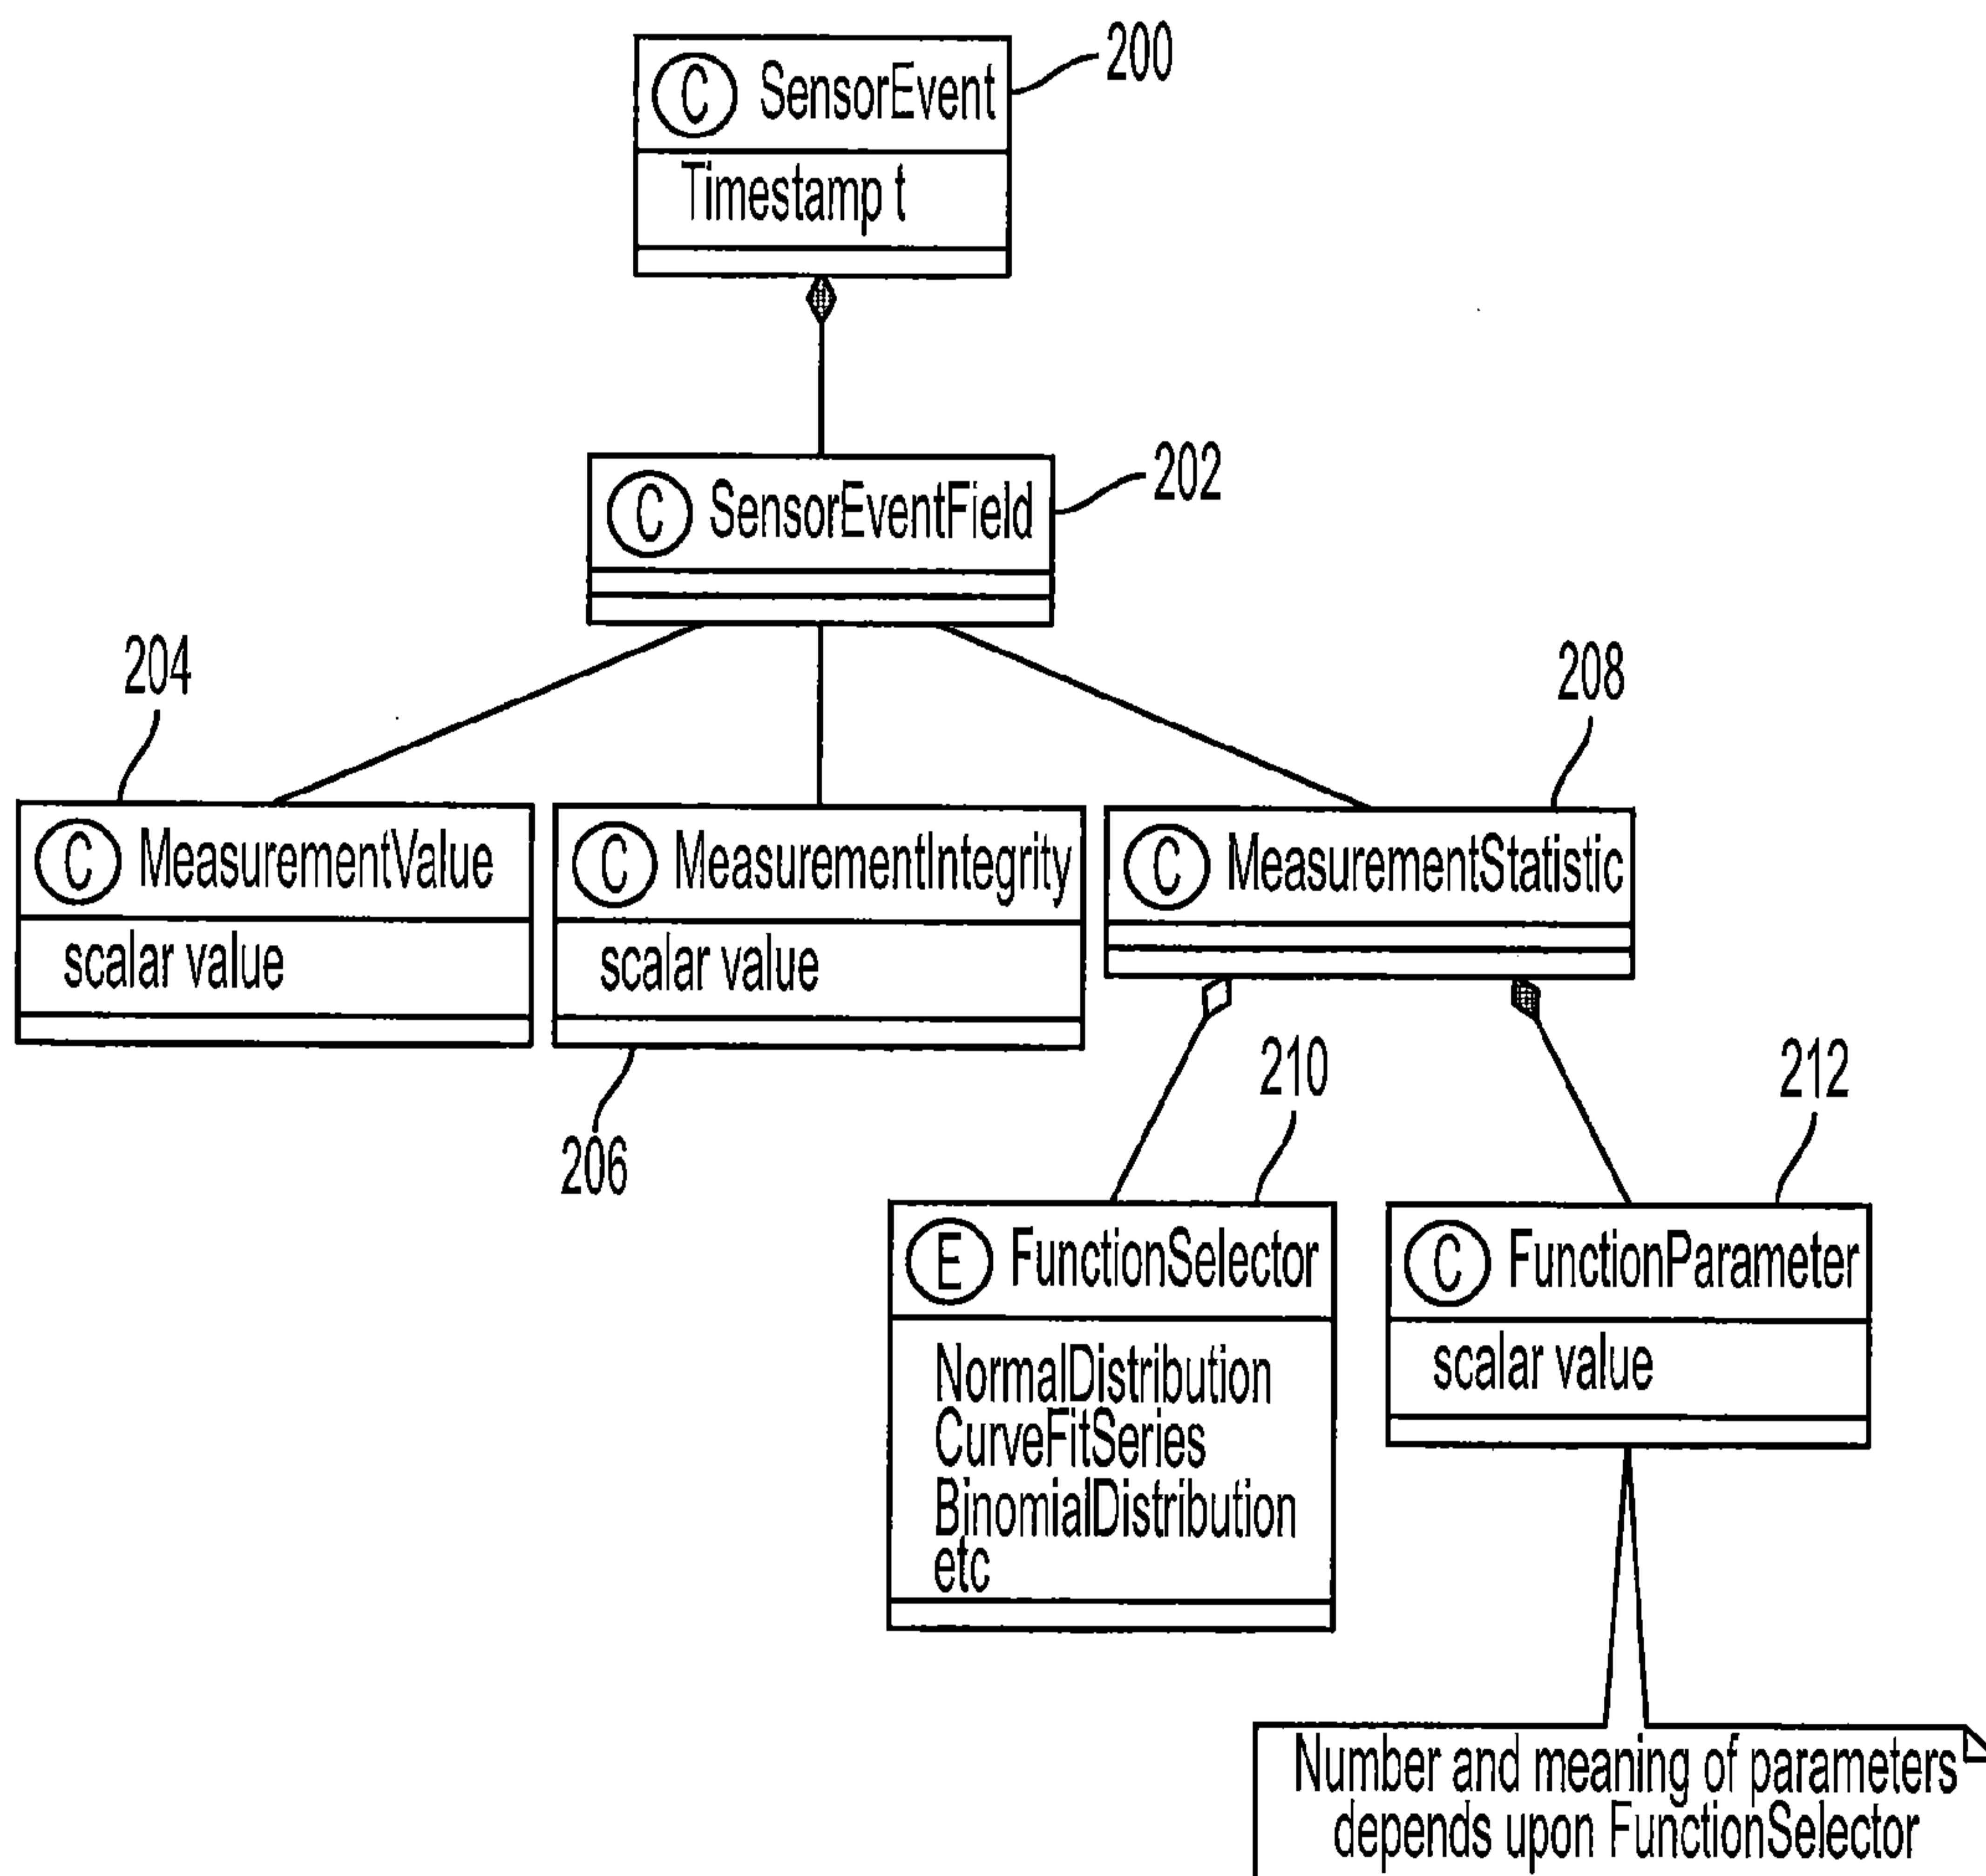 200
C SensorEvent
Timestamp t
C SensorEventField
202
204
208
C MeasurementValue
scalar value
C MeasurementIntegrity
scalar value
C MeasurementStatistic
206
210
212
E FunctionSelector
NormalDistribution
CurveFitSeries
BinomialDistribution
etc
C FunctionParameter
scalar value
Number and meaning of parameters
depends upon FunctionSelector